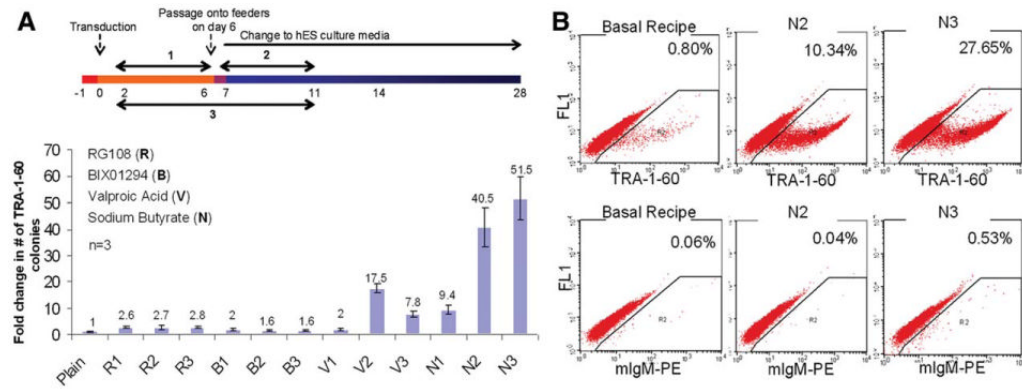 A
Transduction
Passage onto feeders
on day 6
Change to hES culture media
1
2
-1 0 2 6 7 11 14 28
3
Fold change in # of TRA-1-60
colonies
70
60
50
40
30
20
10
0
RG108 (R)
BIX01294 (B)
Valproic Acid (V)
Sodium Butyrate (N)
n=3
1 2.6 2.7 2.8 2 1.6 1.6 2 17.5 7.8 9.4 40.5 51.5
Plain R1 R2 R3 B1 B2 B3 V1 V2 V3 N1 N2 N3
B
Basal Recipe N2 N3
0.80% 10.34% 27.65%
FL1
R2 R2 R2
TRA-1-60 TRA-1-60 TRA-1-60
Basal Recipe N2 N3
0.06% 0.04% 0.53%
FL1
R2 R2 R2
mIgM-PE mIgM-PE mIgM-PE